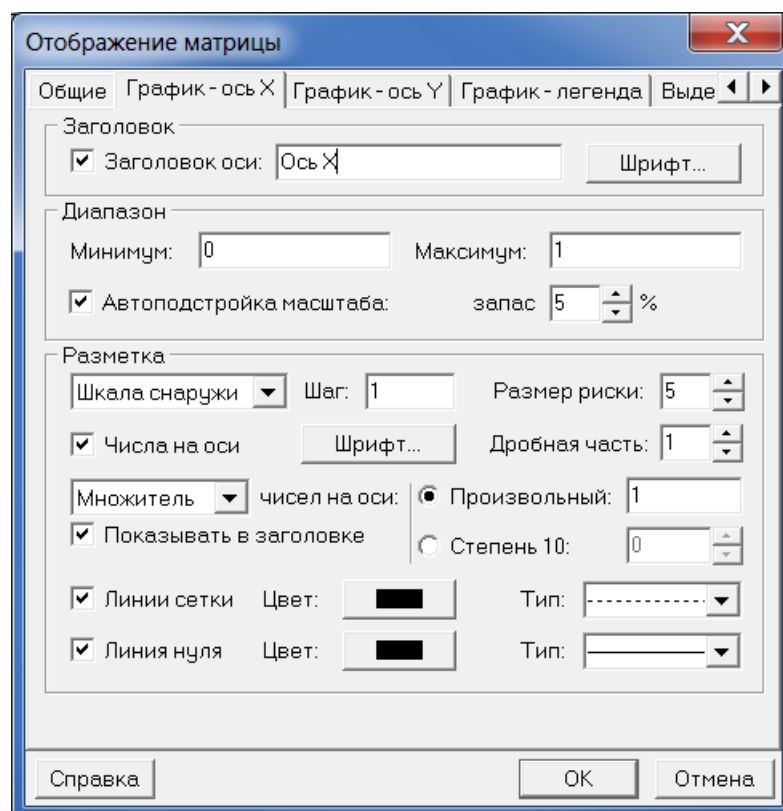 Отображение матрицы
Общие График - ось X График - ось Y График - легенда Выде
Заголовок
Заголовок оси: Ось X Шрифт...
Диапазон
Минимум: 0 Максимум: 1
Автоподстройка масштаба: запас 5 %
Разметка
Шкала снаружи Шаг: 1 Размер риски: 5
Числа на оси Шрифт... Дробная часть: 1
Множитель чисел на оси: Произвольный: 1
Показывать в заголовке Степень 10: 0
Линии сетки Цвет: Тип:
Линия нуля Цвет: Тип:
Справка OK Отмена